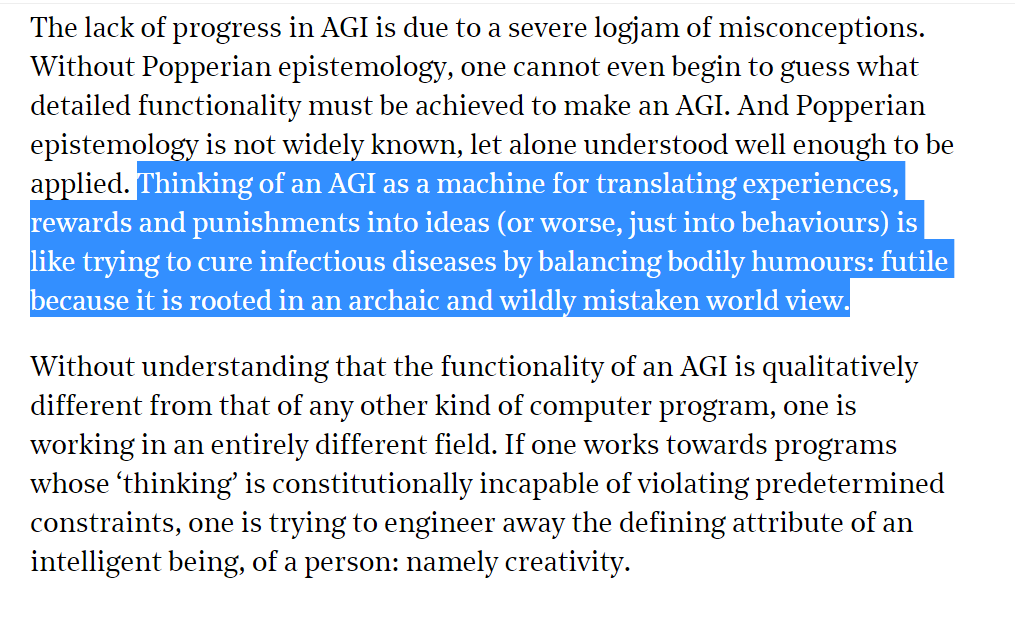 The lack of progress in AGI is due to a severe logjam of misconceptions.
Without Popperian epistemology, one cannot even begin to guess what
detailed functionality must be achieved to make an AGI. And Popperian
epistemology is not widely known, let alone understood well enough to be
applied. Thinking of an AGI as a machine for translating experiences,
rewards and punishments into ideas (or worse, just into behaviours) is
like trying to cure infectious diseases by balancing bodily humours: futile
because it is rooted in an archaic and wildly mistaken world view.
Without understanding that the functionality of an AGI is qualitatively
different from that of any other kind of computer program, one is
working in an entirely different field. If one works towards programs
whose ‘thinking’ is constitutionally incapable of violating predetermined
constraints, one is trying to engineer away the defining attribute of an
intelligent being, of a person: namely creativity.